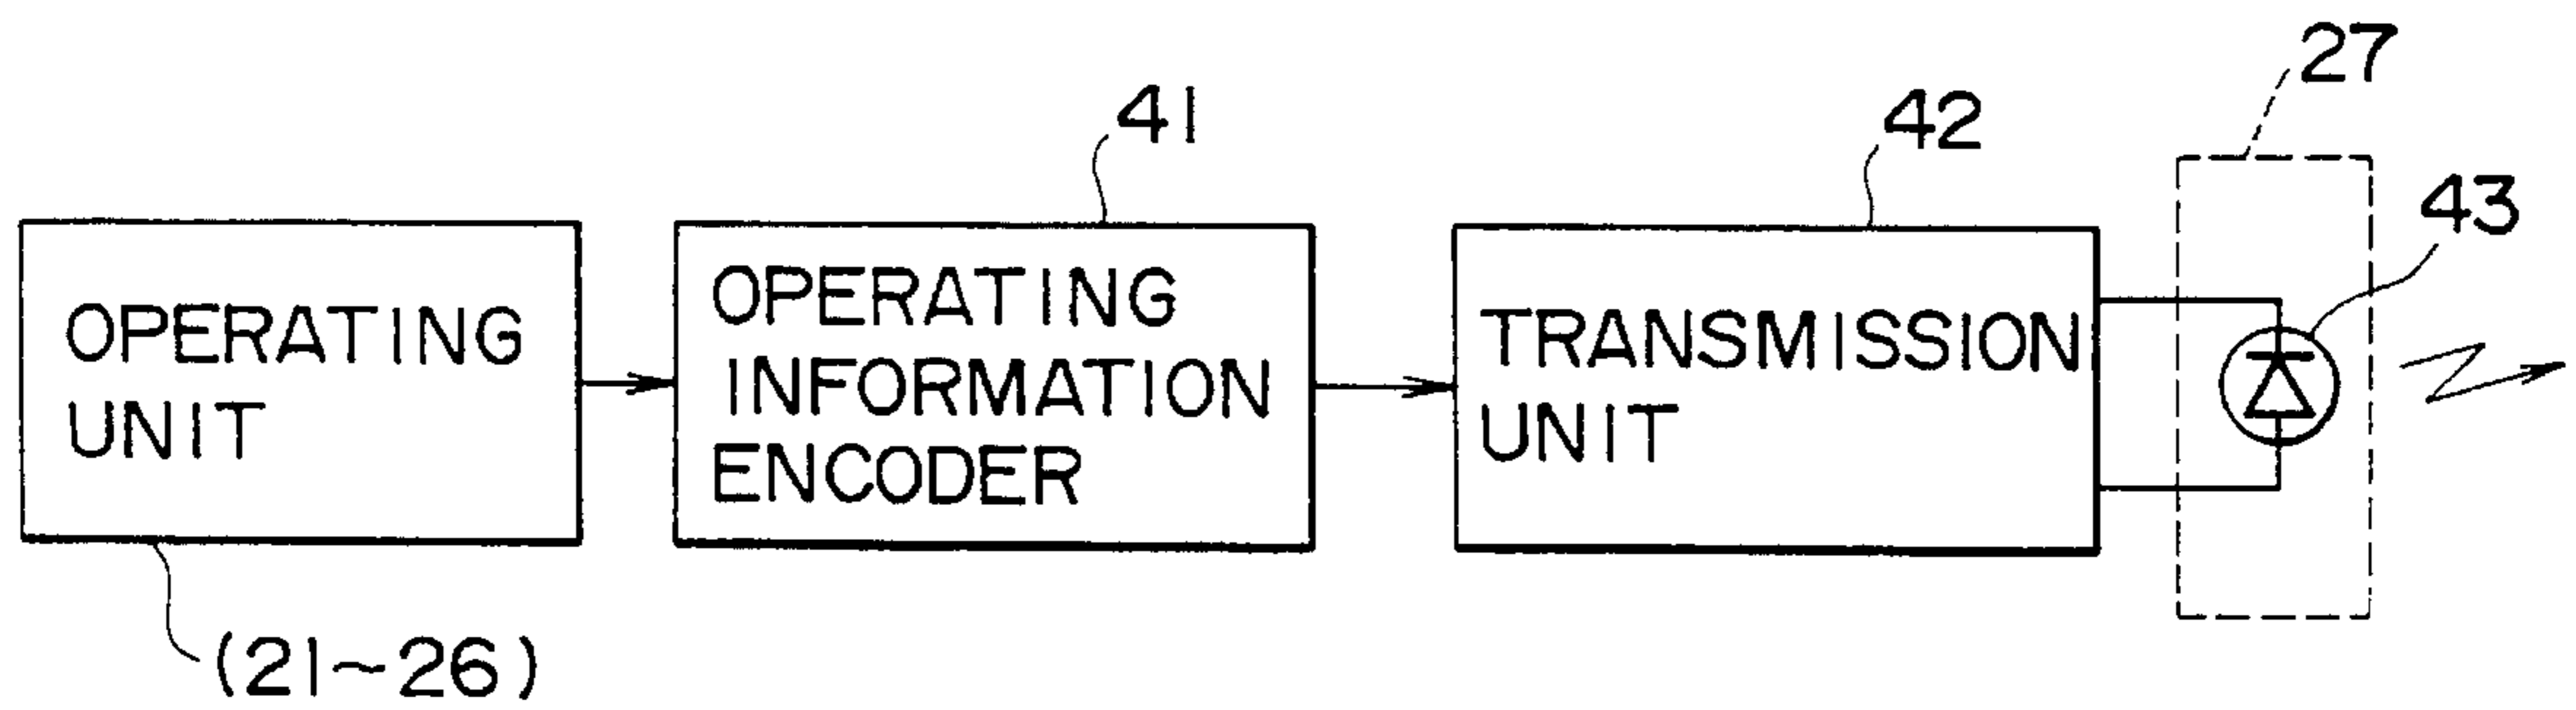 27
41
42
43
OPERATING
UNIT
OPERATING
INFORMATION
ENCODER
TRANSMISSION
UNIT
(21~26)